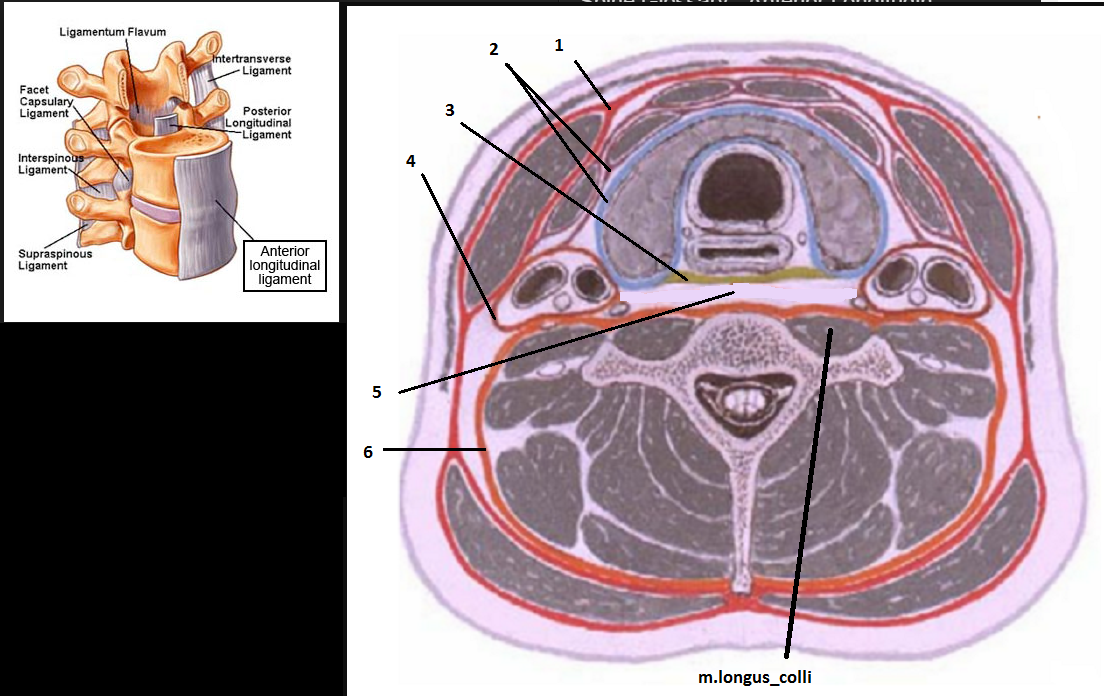 Ligamentum Flavum
Intertransverse
Ligament
Facet
Capsulary
Ligament
Posterior
Longitudinal
Ligament
Interspinous
Ligament
Supraspinous
Ligament
Anterior
longitudinal
ligament
1
2
3
4
5
6
m.longus_colli